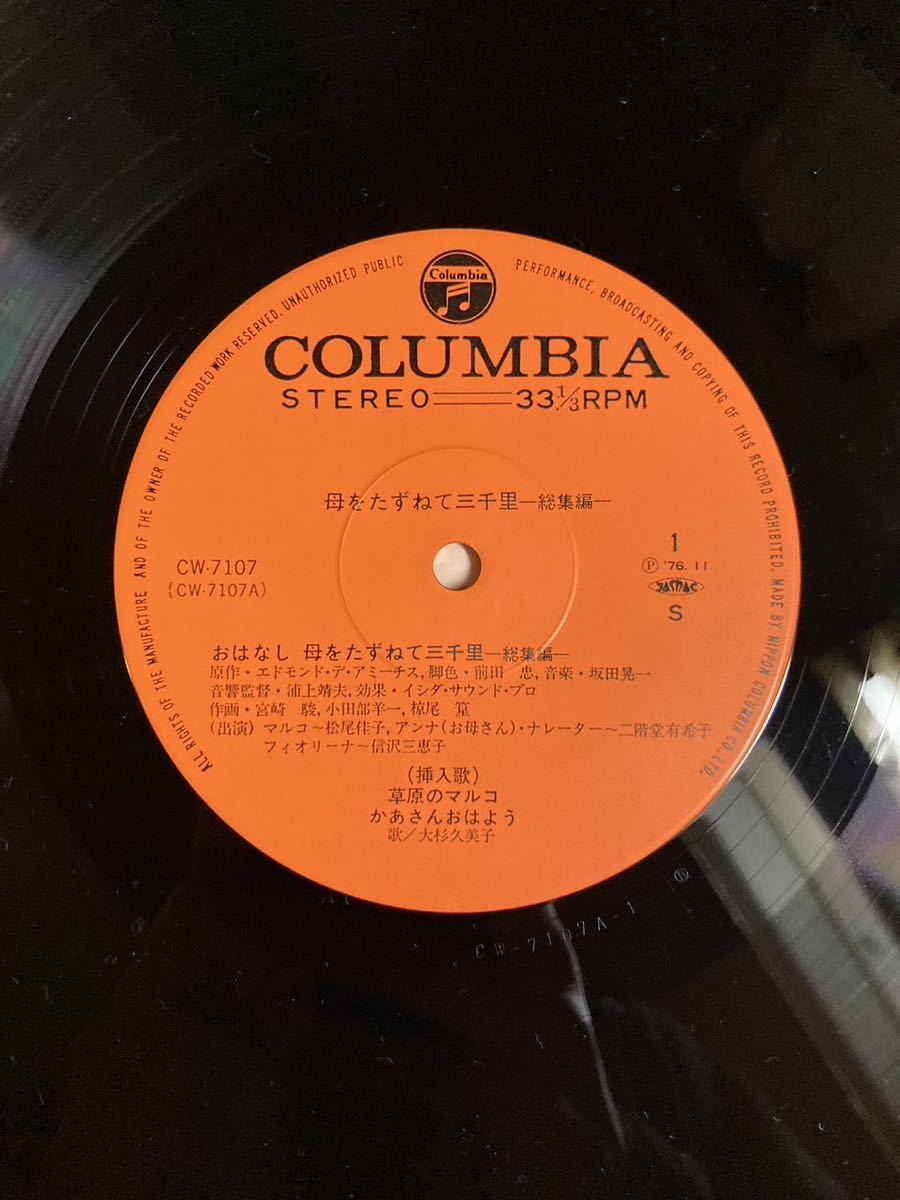 ALL RIGHTS OF THE MANUFACTURE AND OF THE OWNER OF THE RECORDED WORK RESERVED. UNAUTHORIZED PUBLIC PERFORMANCE, BROADCASTING AND COPYING OF THIS RECORD PROHIBITED. MADE BY NIPPON COLUMBIA CO., LTD.
Columbia
COLUMBIA
STEREO 33 1/3 RPM
母をたずねて三千里—総集編—
CW-7107
(CW-7107A)
1
Ⓟ '76. 11
JASRAC
S
おはなし 母をたずねて三千里—総集編—
原作・エドモンド・デ・アミーチス, 脚色・前田 忠, 音楽・坂田晃一
音響監督・浦上靖夫, 効果・イシダ・サウンド・プロ
作画・宮崎 駿, 小田部羊一, 椋尾 篁
(出演) マルコ〜松尾佳子, アンナ(お母さん)・ナレーター〜二階堂有希子
フィオリーナ〜信沢三恵子
(挿入歌)
草原のマルコ
かあさんおはよう
歌／大杉久美子
CW-7107A-1